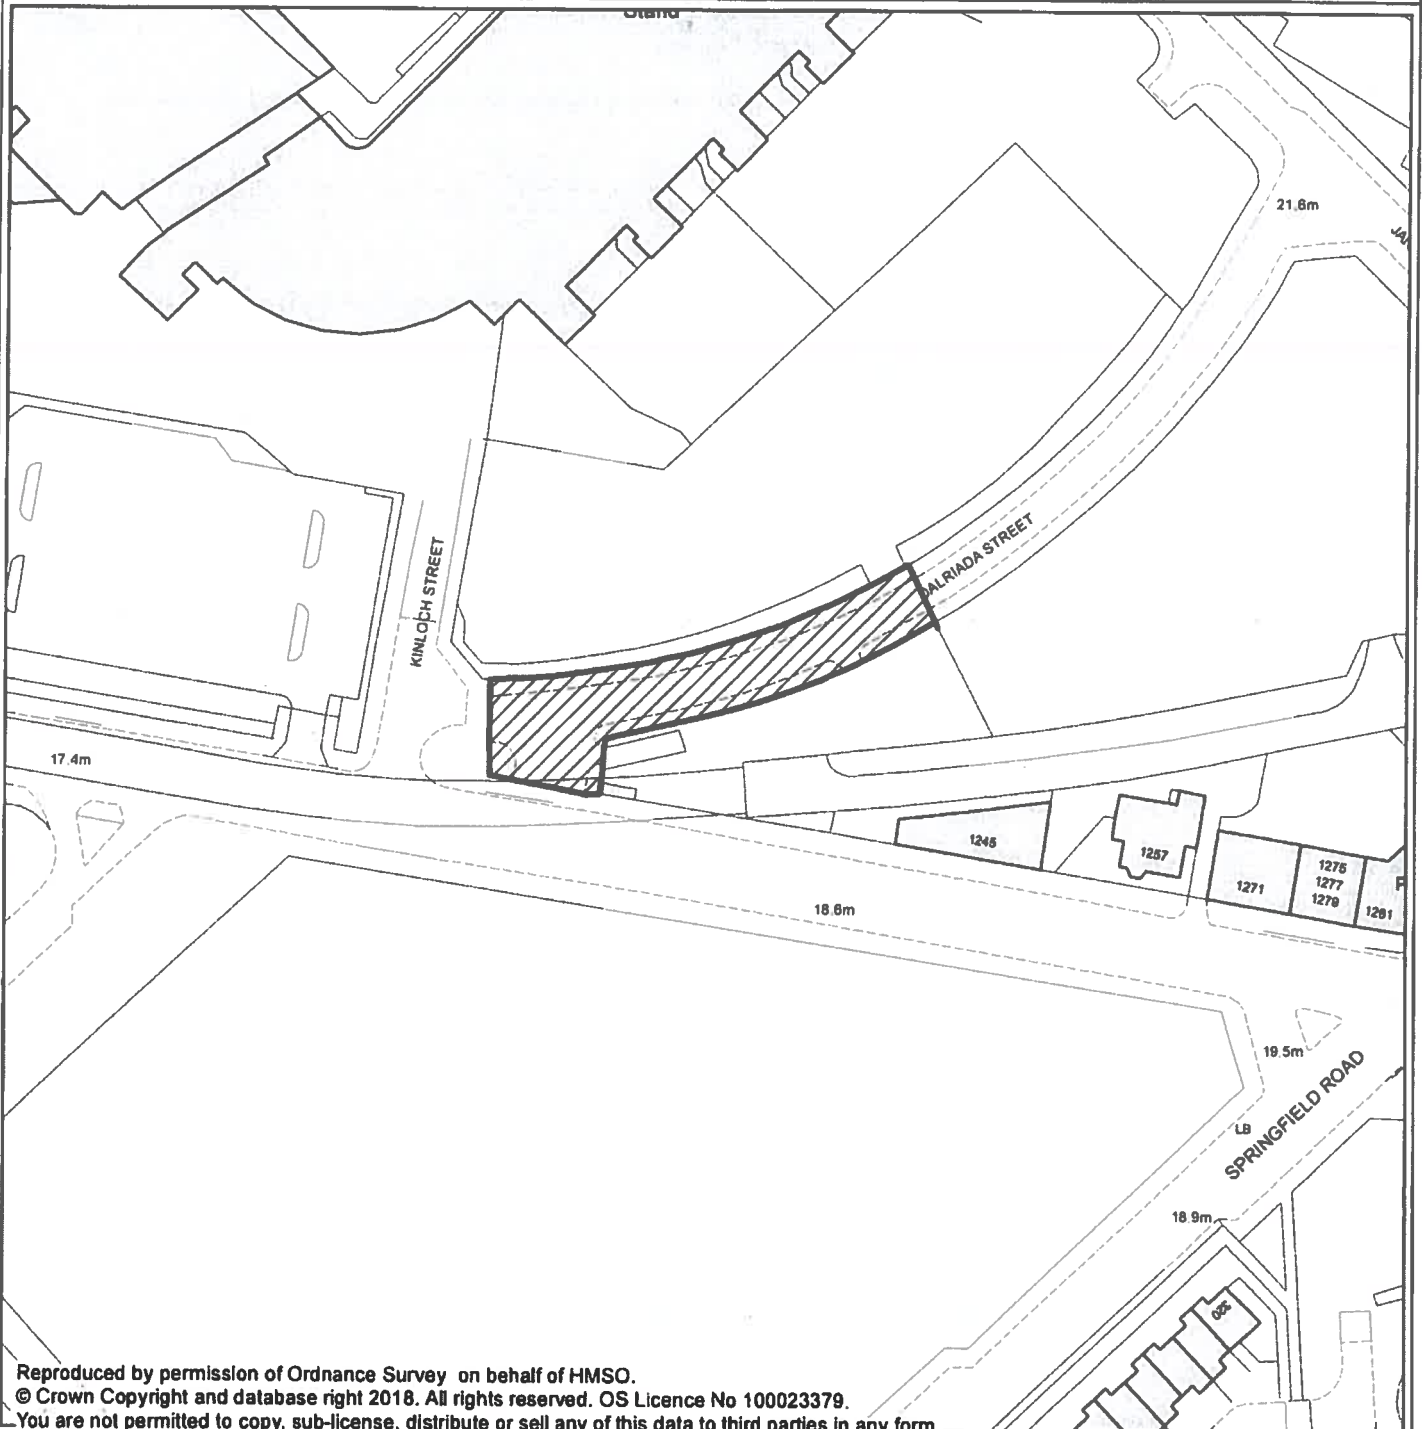 Stand
21.6m
KINLOCH STREET
DALRIADA STREET
17.4m
1245
1257
1271
1275
1277
1279
1281
18.6m
19.5m
SPRINGFIELD ROAD
LB
18.9m
320
Reproduced by permission of Ordnance Survey on behalf of HMSO.
© Crown Copyright and database right 2018. All rights reserved. OS Licence No 100023379.
You are not permitted to copy, sub-license, distribute or sell any of this data to third parties in any form